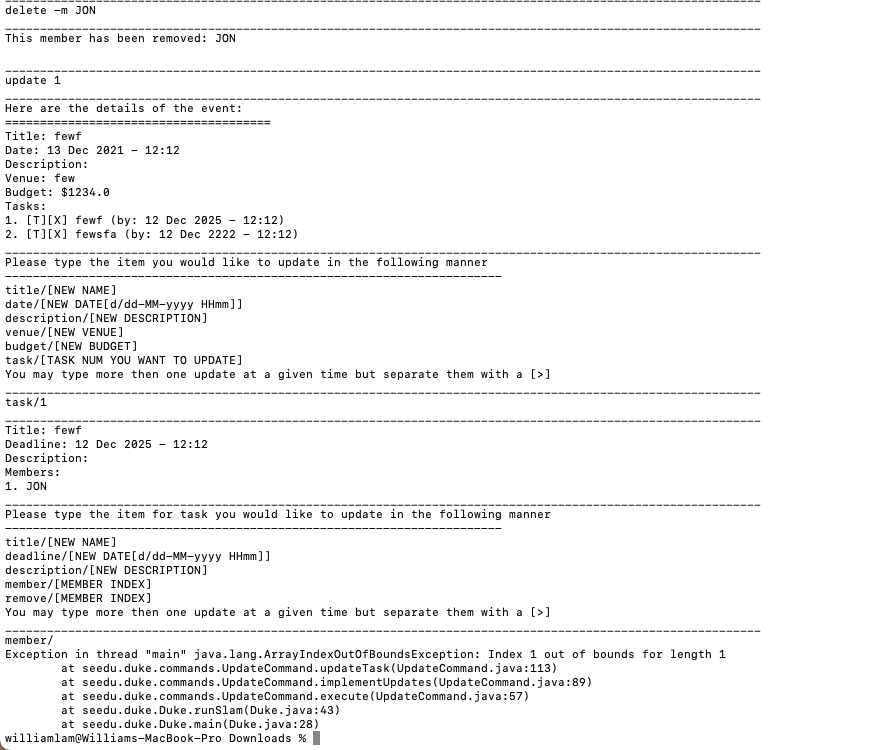 delete -m JON
This member has been removed: JON
update 1
Here are the details of the event:
======================================
Title: fewf
Date: 13 Dec 2021 - 12:12
Description:
Venue: few
Budget: $1234.0
Tasks:
1. [T][X] fewf (by: 12 Dec 2025 - 12:12)
2. [T][X] fewsfa (by: 12 Dec 2222 - 12:12)
Please type the item you would like to update in the following manner
-----------------------------------------------------------------------
title/[NEW NAME]
date/[NEW DATE[d/dd-MM-yyyy HHmm]]
description/[NEW DESCRIPTION]
venue/[NEW VENUE]
budget/[NEW BUDGET]
task/[TASK NUM YOU WANT TO UPDATE]
You may type more then one update at a given time but separate them with a [>]
task/1
Title: fewf
Deadline: 12 Dec 2025 - 12:12
Description:
Members:
1. JON
Please type the item for task you would like to update in the following manner
-----------------------------------------------------------------------
title/[NEW NAME]
deadline/[NEW DATE[d/dd-MM-yyyy HHmm]]
description/[NEW DESCRIPTION]
member/[MEMBER INDEX]
remove/[MEMBER INDEX]
You may type more then one update at a given time but separate them with a [>]
member/
Exception in thread "main" java.lang.ArrayIndexOutOfBoundsException: Index 1 out of bounds for length 1
at seedu.duke.commands.UpdateCommand.updateTask(UpdateCommand.java:113)
at seedu.duke.commands.UpdateCommand.implementUpdates(UpdateCommand.java:89)
at seedu.duke.commands.UpdateCommand.execute(UpdateCommand.java:57)
at seedu.duke.Duke.runSlam(Duke.java:43)
at seedu.duke.Duke.main(Duke.java:28)
williamlam@Williams-MacBook-Pro Downloads %